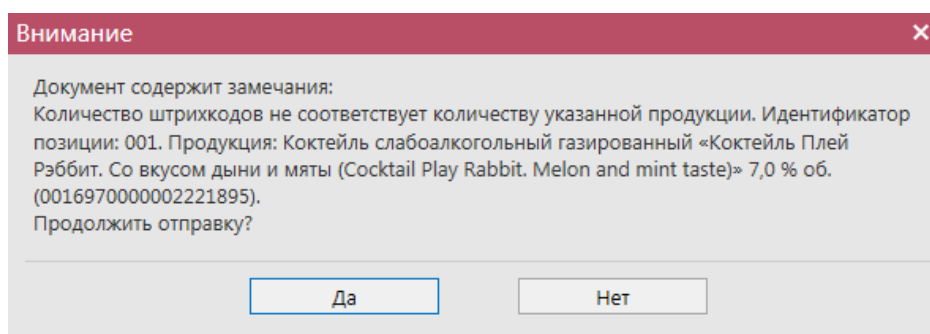 Внимание
Документ содержит замечания:
Количество штрихкодов не соответствует количеству указанной продукции. Идентификатор
позиции: 001. Продукция: Коктейль слабоалкогольный газированный «Коктейль Плей
Рэббит. Со вкусом дыни и мяты (Cocktail Play Rabbit. Melon and mint taste)» 7,0 % об.
(0016970000002221895).
Продолжить отправку?
Да
Нет